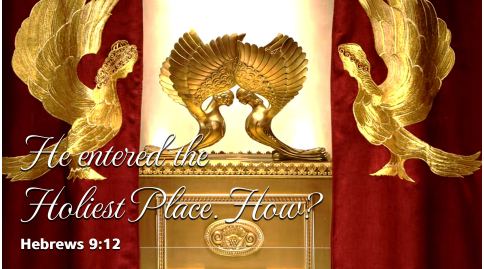 He entered the
Holiest Place. How?
Hebrews 9:12